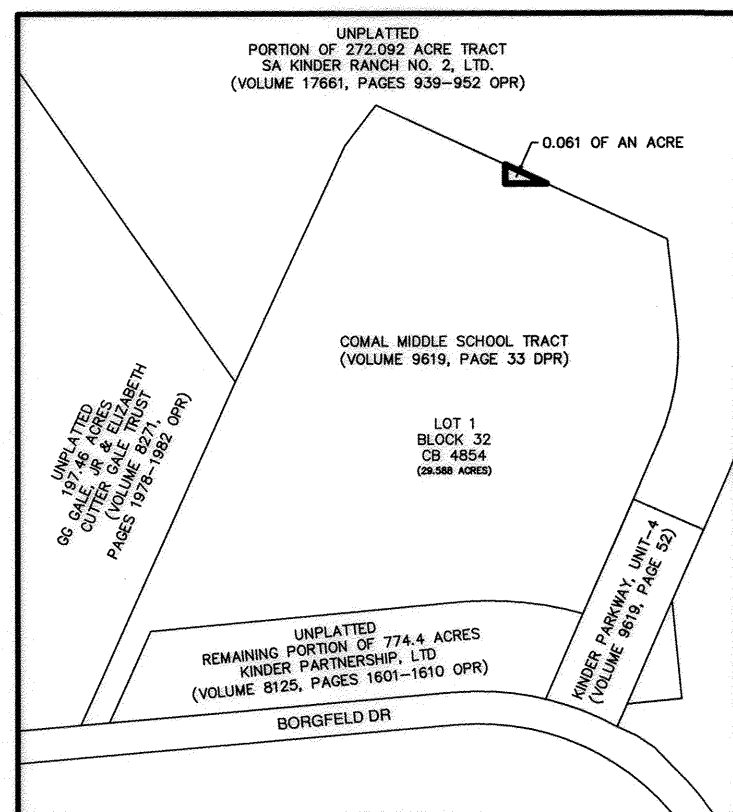 UNPLATTED
PORTION OF 272.092 ACRE TRACT
SA KINDER RANCH NO. 2, LTD.
(VOLUME 17661, PAGES 939-952 OPR)
0.061 OF AN ACRE
COMAL MIDDLE SCHOOL TRACT
(VOLUME 9619, PAGE 33 DPR)
LOT 1
BLOCK 32
CB 4854
(29.588 ACRES)
UNPLATTED
197.46 ACRES
GG GALE, JR & ELIZABETH
CUTTER GALE TRUST
(VOLUME 8271,
PAGES 1978-1982 OPR)
KINDER PARKWAY, UNIT-4
(VOLUME 9619, PAGE 52)
UNPLATTED
REMAINING PORTION OF 774.4 ACRES
KINDER PARTNERSHIP, LTD
(VOLUME 8125, PAGES 1601-1610 OPR)
BORGFELD DR